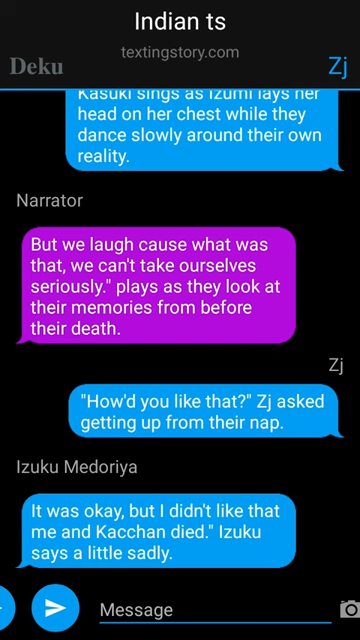 Indian ts
textingstory.com
Deku
Zj
Kasuki sings as Izumi lays her
head on her chest while they
dance slowly around their own
reality.
Narrator
But we laugh cause what was
that, we can't take ourselves
seriously." plays as they look at
their memories from before
their death.
Zj
"How'd you like that?" Zj asked
getting up from their nap.
Izuku Medoriya
It was okay, but I didn't like that
me and Kacchan died." Izuku
says a little sadly.
Message